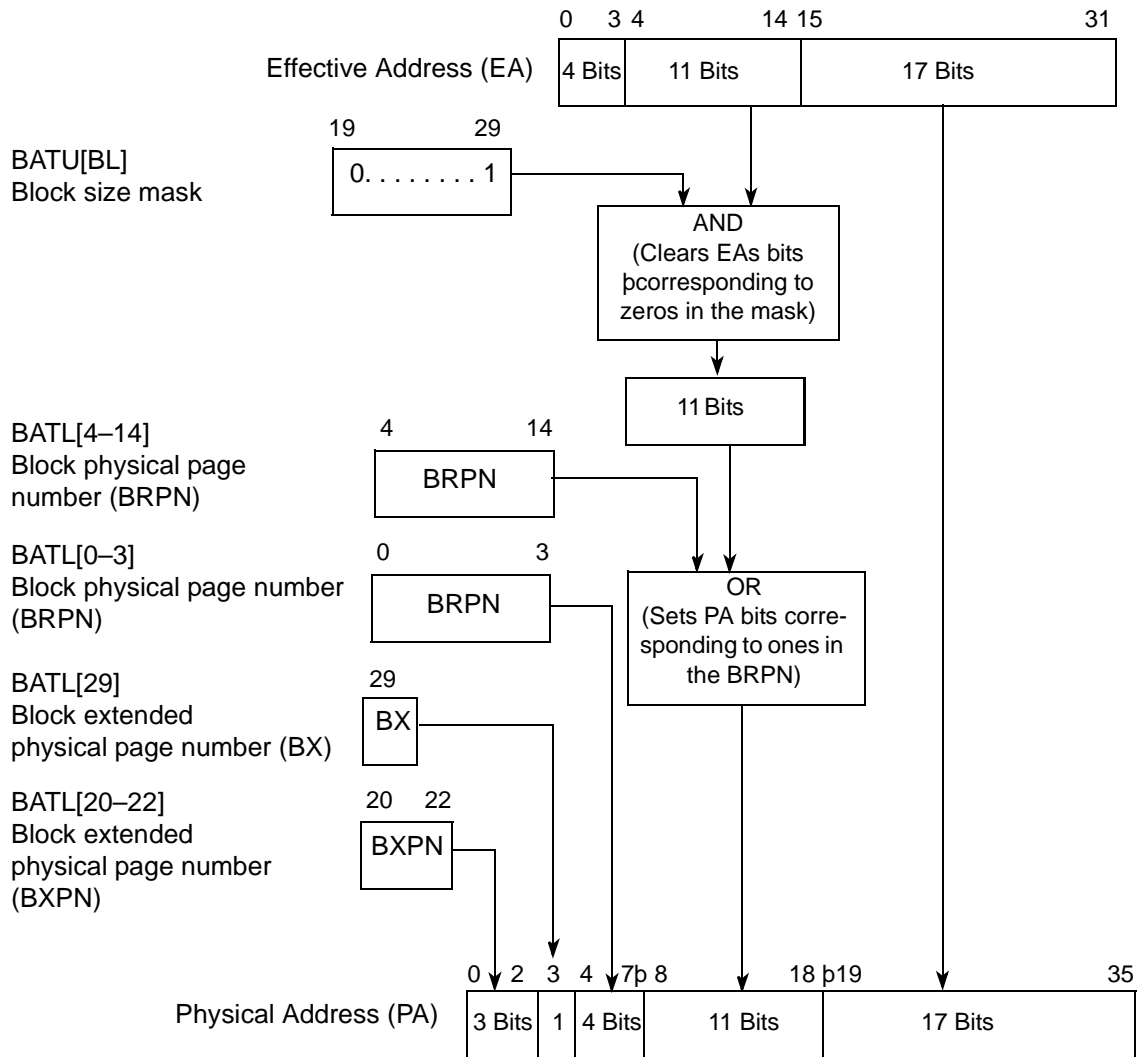 0 3 4 14 15 31
Effective Address (EA) 4 Bits 11 Bits 17 Bits
19 29
BATU[BL]
Block size mask
0. . . . . . . . 1
AND
(Clears EAs bits
þcorresponding to
zeros in the mask)
11 Bits
BATL[4–14]
Block physical page
number (BRPN)
4 14
BRPN
BATL[0–3]
Block physical page number
(BRPN)
0 3
BRPN
OR
(Sets PA bits corre-
sponding to ones in
the BRPN)
BATL[29]
Block extended
physical page number (BX)
29
BX
BATL[20–22]
Block extended
physical page number
(BXPN)
20 22
BXPN
0 2 3 4 7þ 8 18 þ19 35
Physical Address (PA) 3 Bits 1 4 Bits 11 Bits 17 Bits